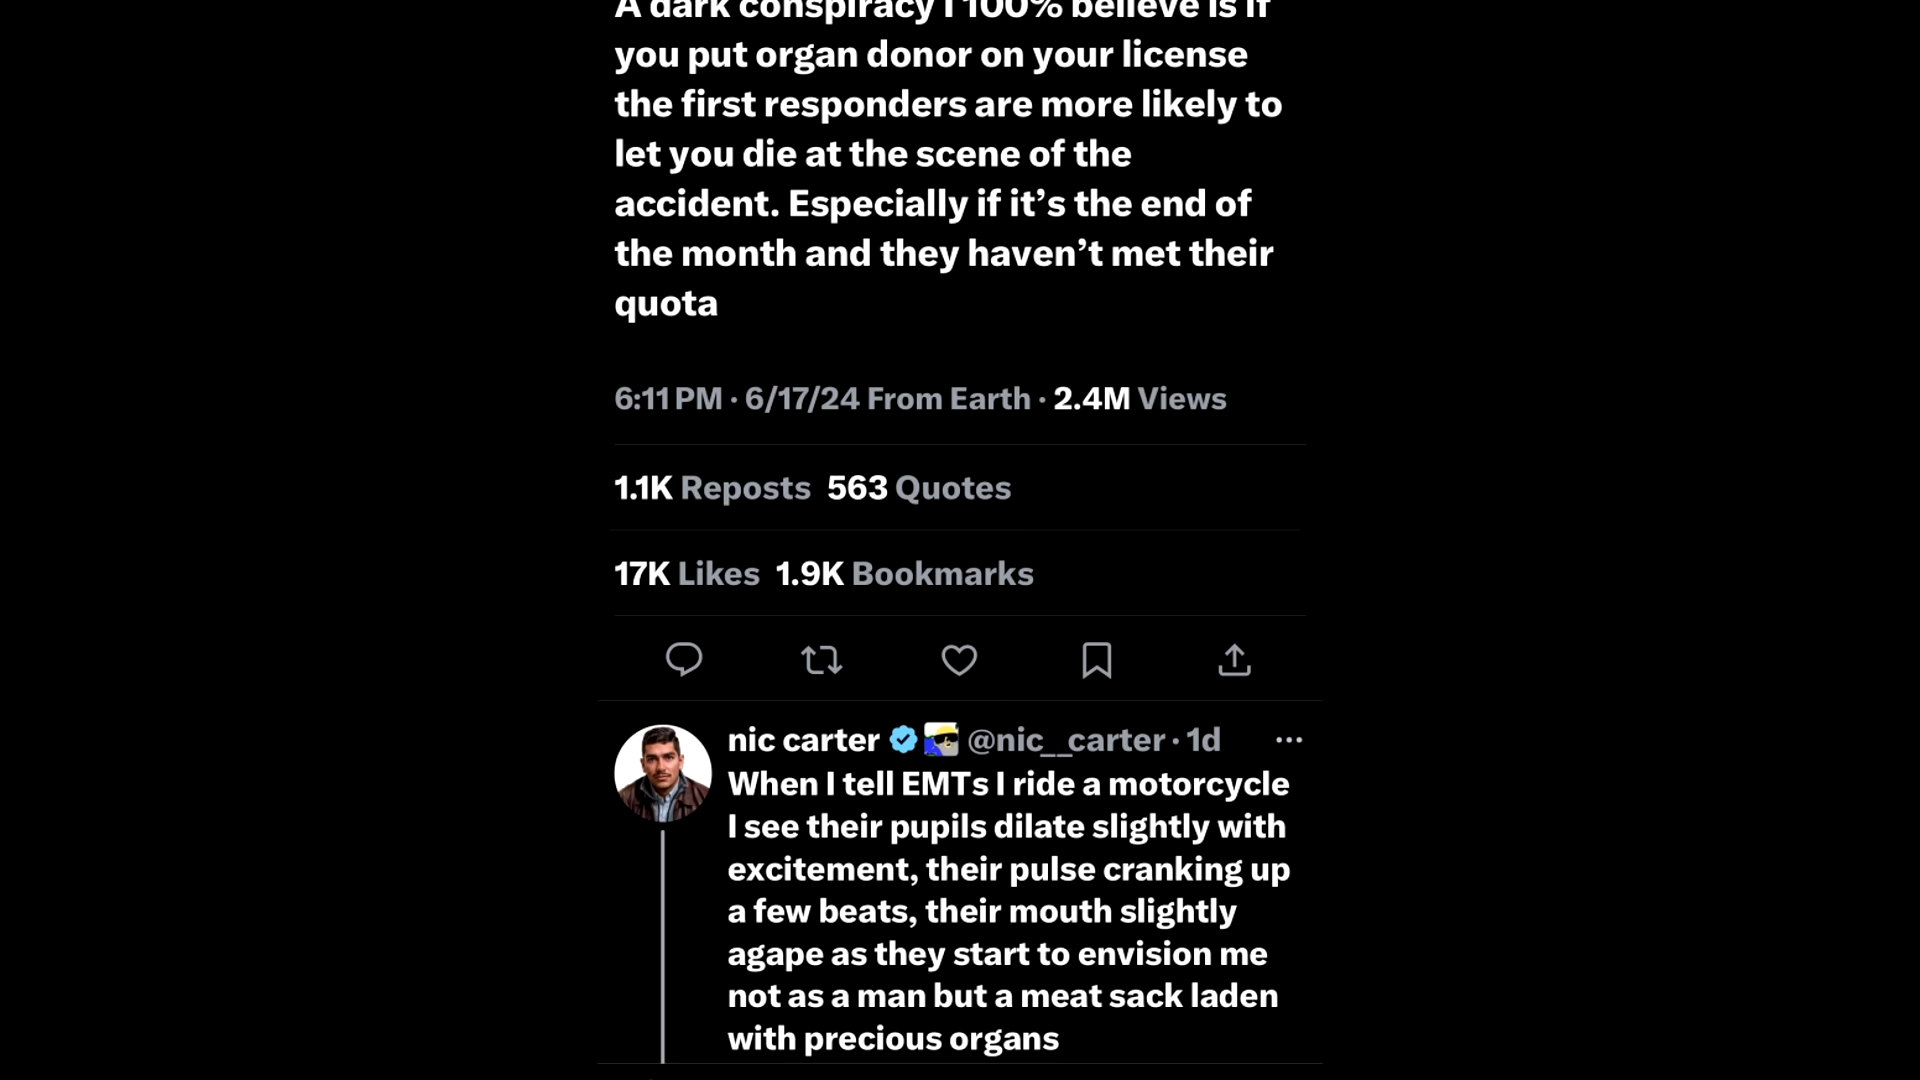 A dark conspiracy I 100% believe is if
you put organ donor on your license
the first responders are more likely to
let you die at the scene of the
accident. Especially if it’s the end of
the month and they haven’t met their
quota
6:11 PM · 6/17/24 From Earth · 2.4M Views
1.1K Reposts 563 Quotes
17K Likes 1.9K Bookmarks
nic carter @nic__carter · 1d
When I tell EMTs I ride a motorcycle
I see their pupils dilate slightly with
excitement, their pulse cranking up
a few beats, their mouth slightly
agape as they start to envision me
not as a man but a meat sack laden
with precious organs